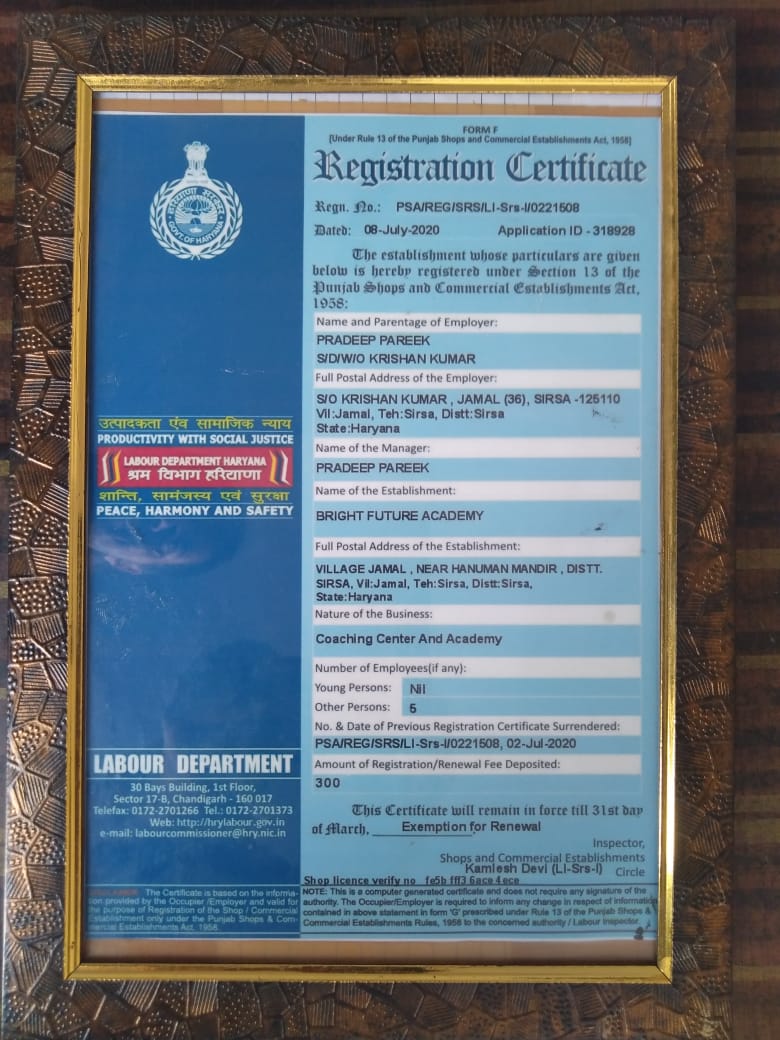 FORM F
[Under Rule 13 of the Punjab Shops and Commercial Establishments Act, 1958]
Registration Certificate
Regn. No.: PSA/REG/SRS/LI-Srs-I/0221508
Dated: 08-July-2020 Application ID - 318928
The establishment whose particulars are given
below is hereby registered under Section 13 of the
Punjab Shops and Commercial Establishments Act,
1958:
Name and Parentage of Employer:
PRADEEP PAREEK
S/D/W/O KRISHAN KUMAR
Full Postal Address of the Employer:
S/O KRISHAN KUMAR , JAMAL (36), SIRSA -125110
Vil:Jamal, Teh:Sirsa, Distt:Sirsa
State:Haryana
Name of the Manager:
PRADEEP PAREEK
Name of the Establishment:
BRIGHT FUTURE ACADEMY
Full Postal Address of the Establishment:
VILLAGE JAMAL , NEAR HANUMAN MANDIR , DISTT.
SIRSA, Vil:Jamal, Teh:Sirsa, Distt:Sirsa,
State:Haryana
Nature of the Business:
Coaching Center And Academy
Number of Employees(if any):
Young Persons: Nil
Other Persons: 5
No. & Date of Previous Registration Certificate Surrendered:
PSA/REG/SRS/LI-Srs-I/0221508, 02-Jul-2020
Amount of Registration/Renewal Fee Deposited:
300
This Certificate will remain in force till 31st day
of March, Exemption for Renewal
Inspector,
Shops and Commercial Establishments
Kamlesh Devi (LI-Srs-I) Circle
Shop licence verify no fe5b fff3 6ace 4ece
NOTE: This is a computer generated certificate and does not require any signature of the
authority. The Occupier/Employer is required to inform any change in respect of information
contained in above statement in form 'G' prescribed under Rule 13 of the Punjab Shops &
Commercial Establishments Rules, 1958 to the concerned authority / Labour Inspector.
GOVT. OF HARYANA
उत्पादकता एंव सामाजिक न्याय
PRODUCTIVITY WITH SOCIAL JUSTICE
LABOUR DEPARTMENT HARYANA
श्रम विभाग हरियाणा
शान्ति, सामंजस्य एवं सुरक्षा
PEACE, HARMONY AND SAFETY
LABOUR DEPARTMENT
30 Bays Building, 1st Floor,
Sector 17-B, Chandigarh - 160 017
Telefax: 0172-2701266 Tel.: 0172-2701373
Web: http://hrylabour.gov.in
e-mail: labourcommissioner@hry.nic.in
The Certificate is based on the informa-
tion provided by the Occupier /Employer and valid for
the purpose of Registration of the Shop / Commercial
Establishment only under the Punjab Shops & Com-
mercial Establishments Act, 1958.